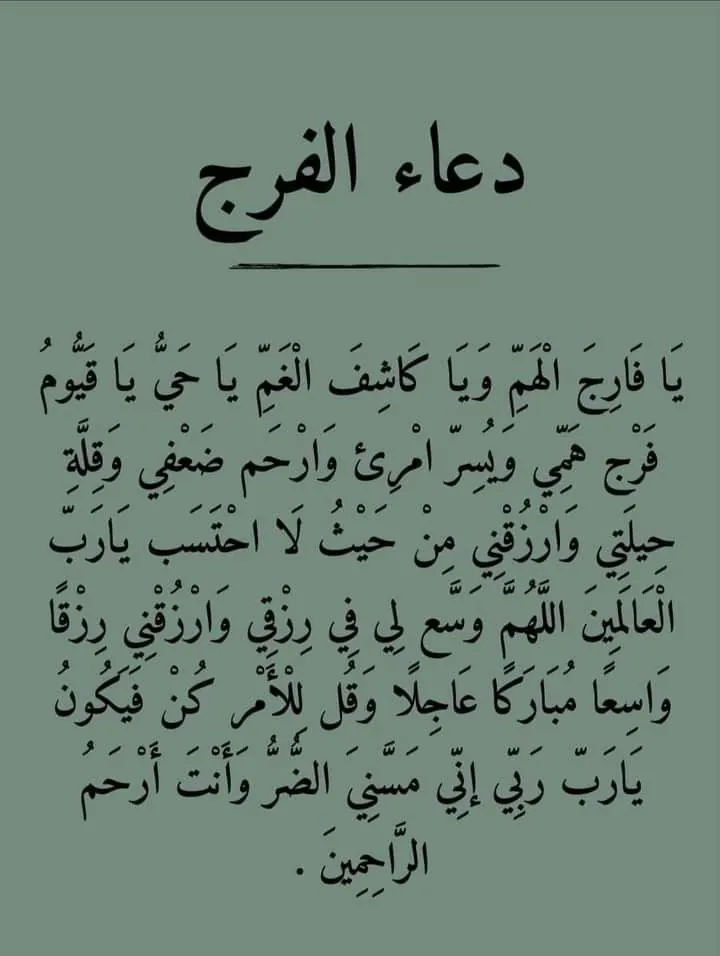 دعاء الفرج
يَا فَارِجَ الْهَمِّ وَيَا كَاشِفَ الْغَمِّ يَا حَيُّ يَا قَيُّومُ
فَرْج هَمِّي وَيُسِرّ امْرِئ وَارْحَم ضَعْفِي وَقِلَّةِ
حِيلَتِي وَارْزُقْنِي مِنْ حَيْثُ لَا احْتَسَب يَارَبّ
الْعَالَمِينَ اللَّهُمَّ وَسَّع لِي فِي رِزْقِي وَارْزُقْنِي رِزْقًا
وَاسِعًا مُبَارَكًا عَاجِلًا وَقُل لِلْأَمْر كُنْ فَيَكُونُ
يَارَبّ رَبِّي إِنِّي مَسَّنِيَ الضُّرُّ وَأَنْتَ أَرْحَمُ
الرَّاحِمِينَ .